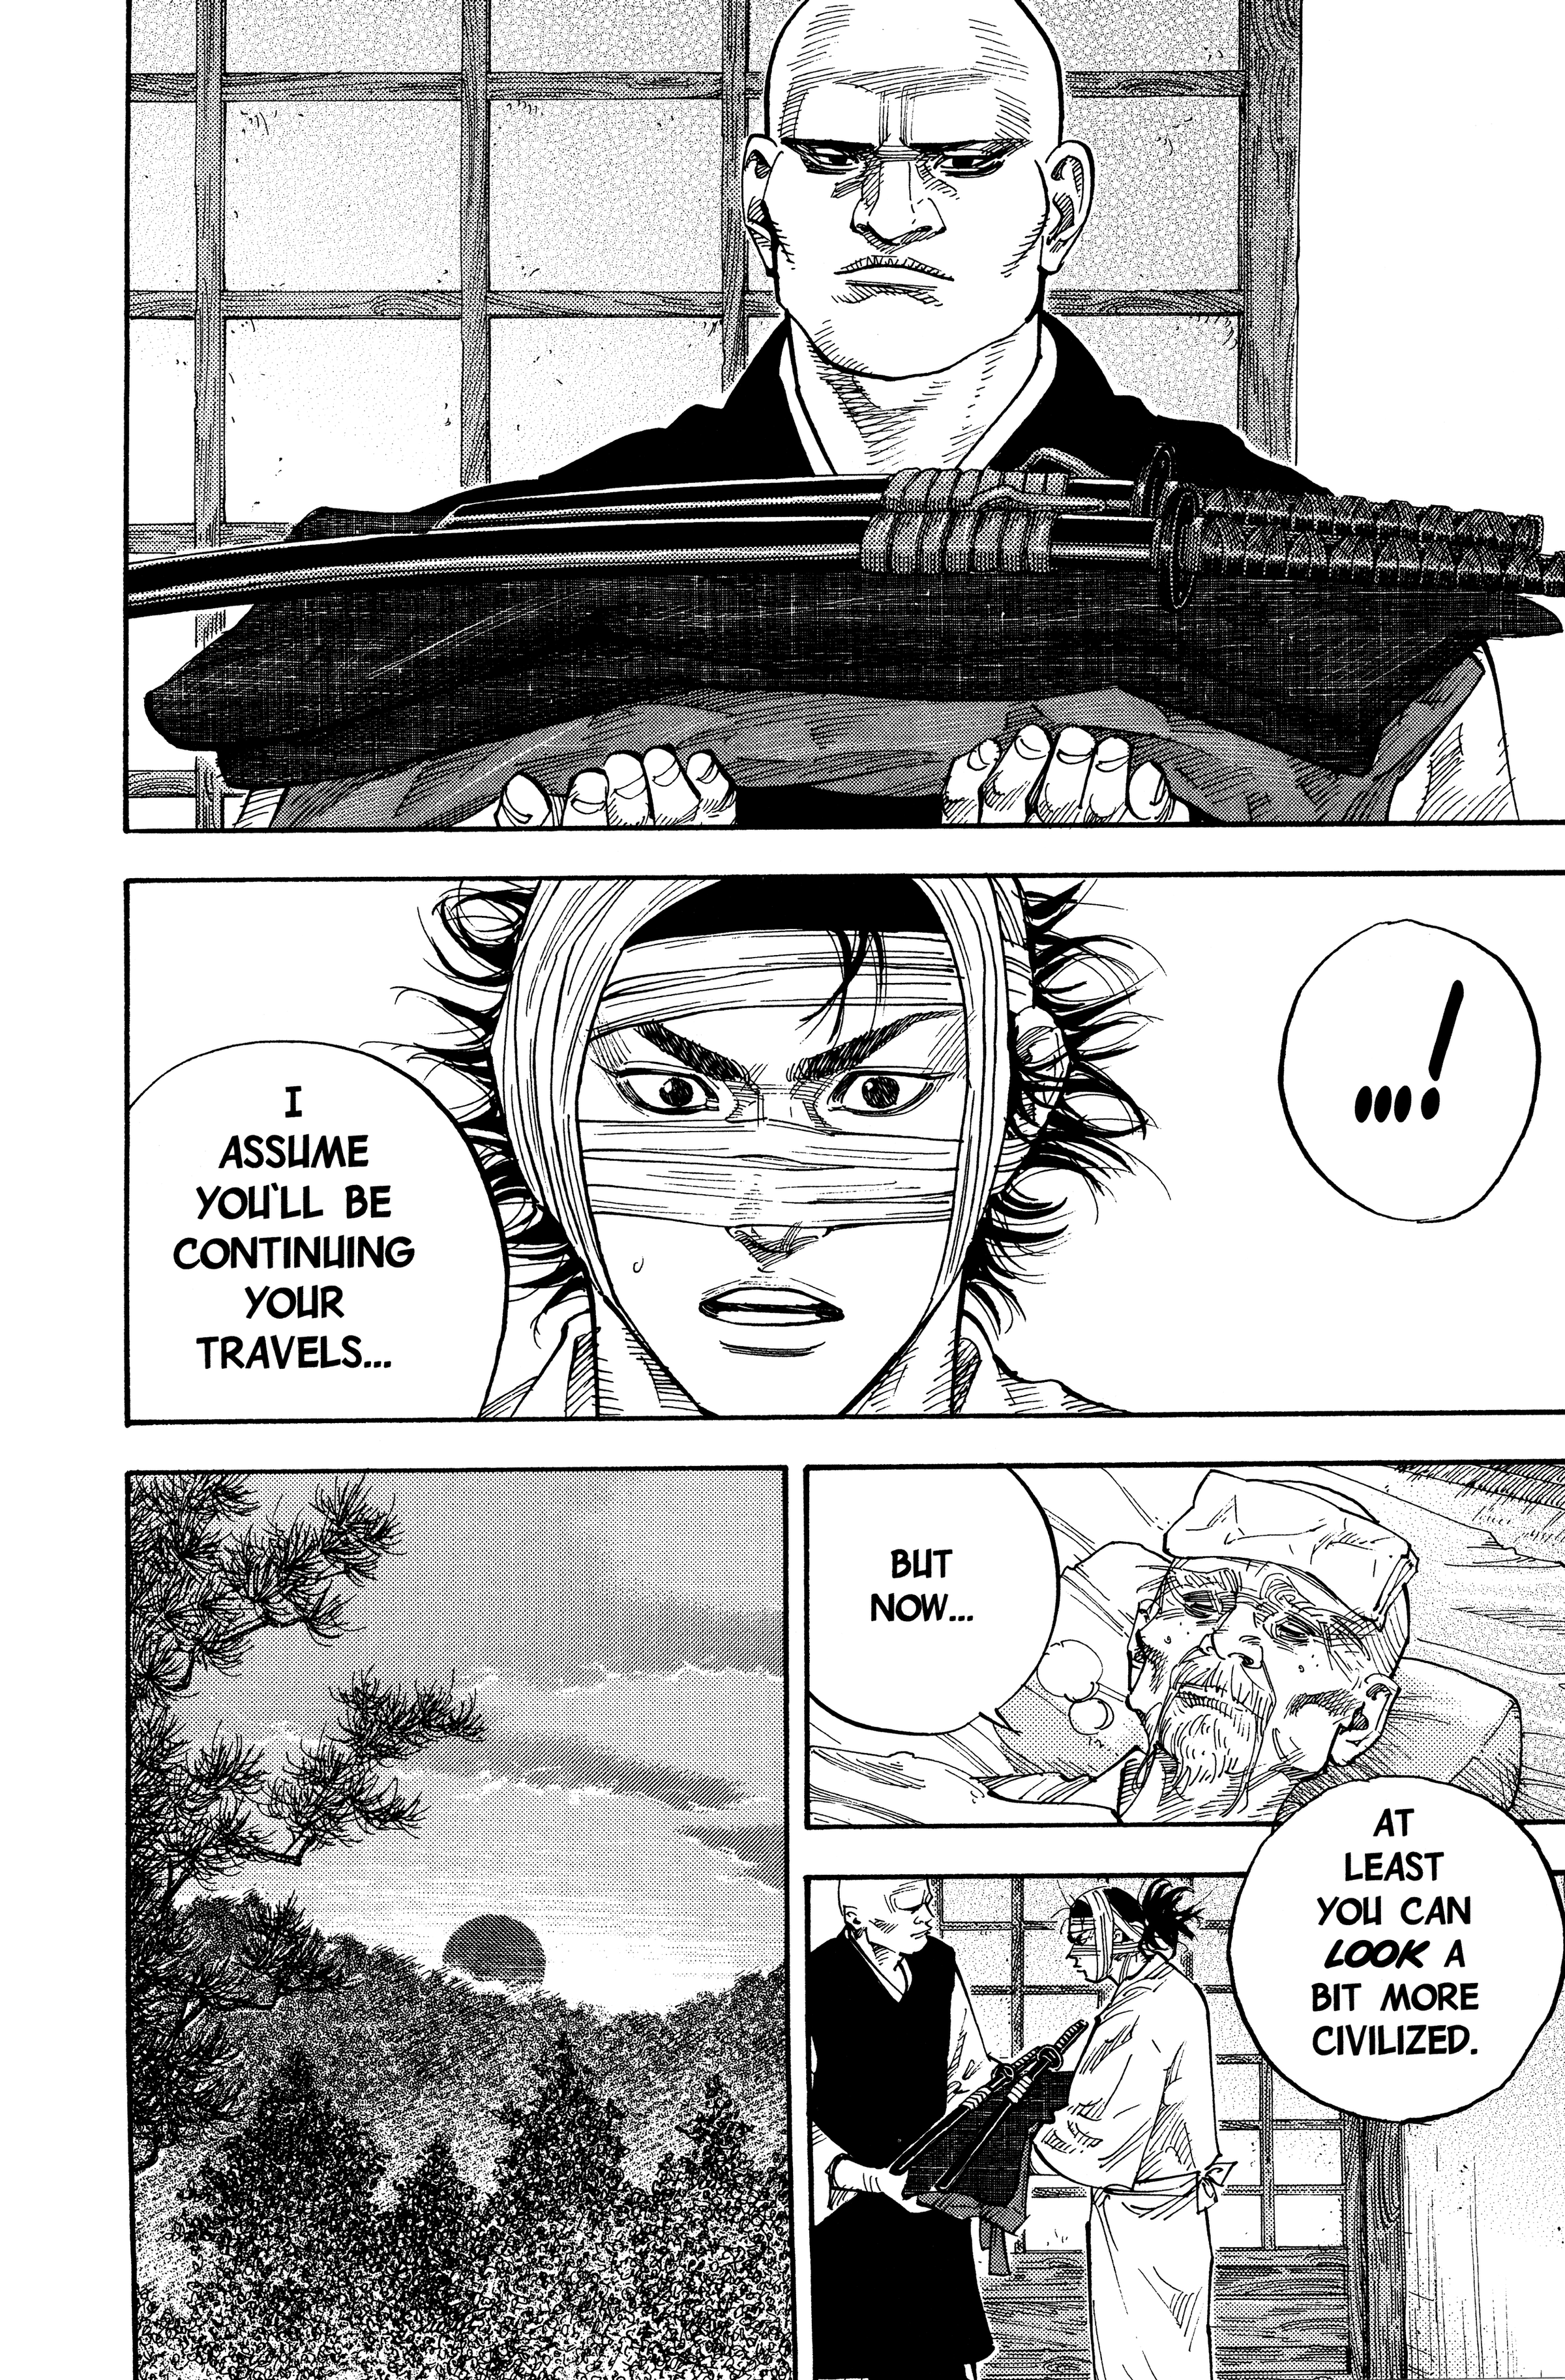 ....!
I
ASSUME
YOU'LL BE
CONTINUING
YOUR
TRAVELS...
BUT
NOW...
AT
LEAST
YOU CAN
LOOK A
BIT MORE
CIVILIZED.